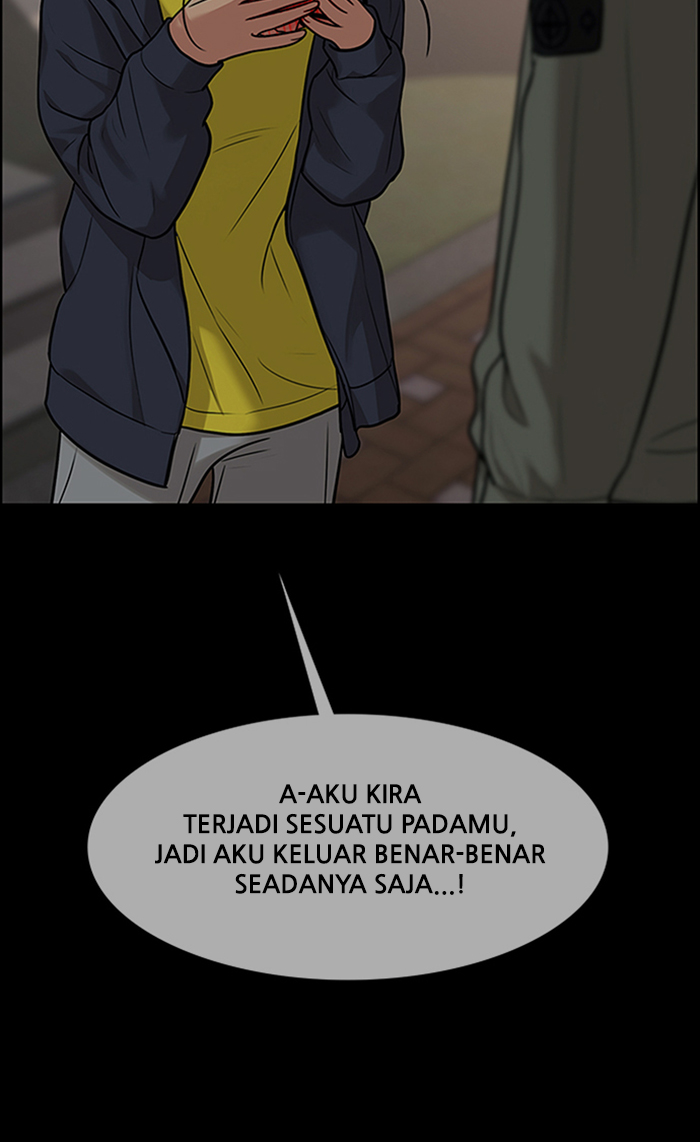 A-AKU KIRA
TERJADI SESUATU PADAMU,
JADI AKU KELUAR BENAR-BENAR
SEADANYA SAJA...!